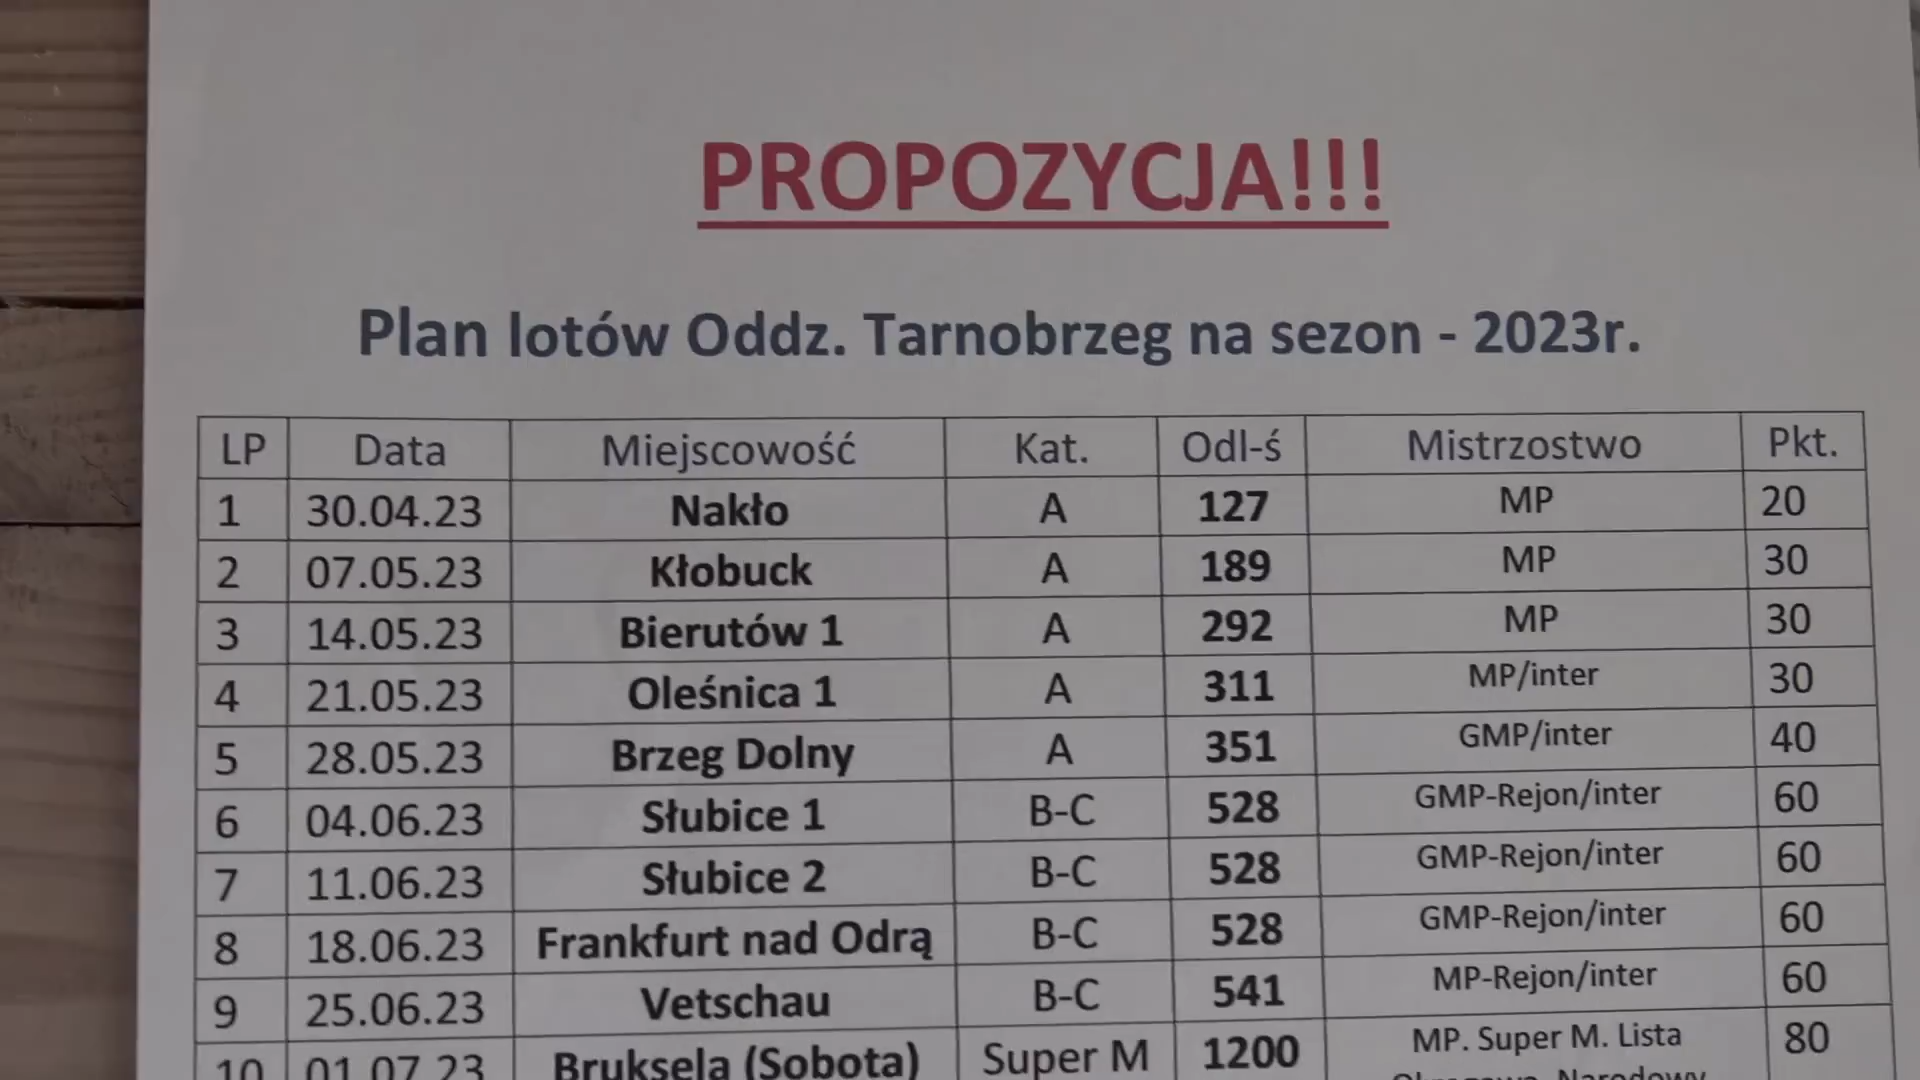 PROPOZYCJA!!!
Plan lotów Oddz. Tarnobrzeg na sezon - 2023r.
LP Data Miejscowość Kat. Odl-ś Mistrzostwo Pkt.
1 30.04.23 Nakło A 127 MP 20
2 07.05.23 Kłobuck A 189 MP 30
3 14.05.23 Bierutów 1 A 292 MP 30
4 21.05.23 Oleśnica 1 A 311 MP/inter 30
5 28.05.23 Brzeg Dolny A 351 GMP/inter 40
6 04.06.23 Słubice 1 B-C 528 GMP-Rejon/inter 60
7 11.06.23 Słubice 2 B-C 528 GMP-Rejon/inter 60
8 18.06.23 Frankfurt nad Odrą B-C 528 GMP-Rejon/inter 60
9 25.06.23 Vetschau B-C 541 MP-Rejon/inter 60
10 01.07.23 Bruksela (Sobota) Super M 1200 MP. Super M. Lista 80